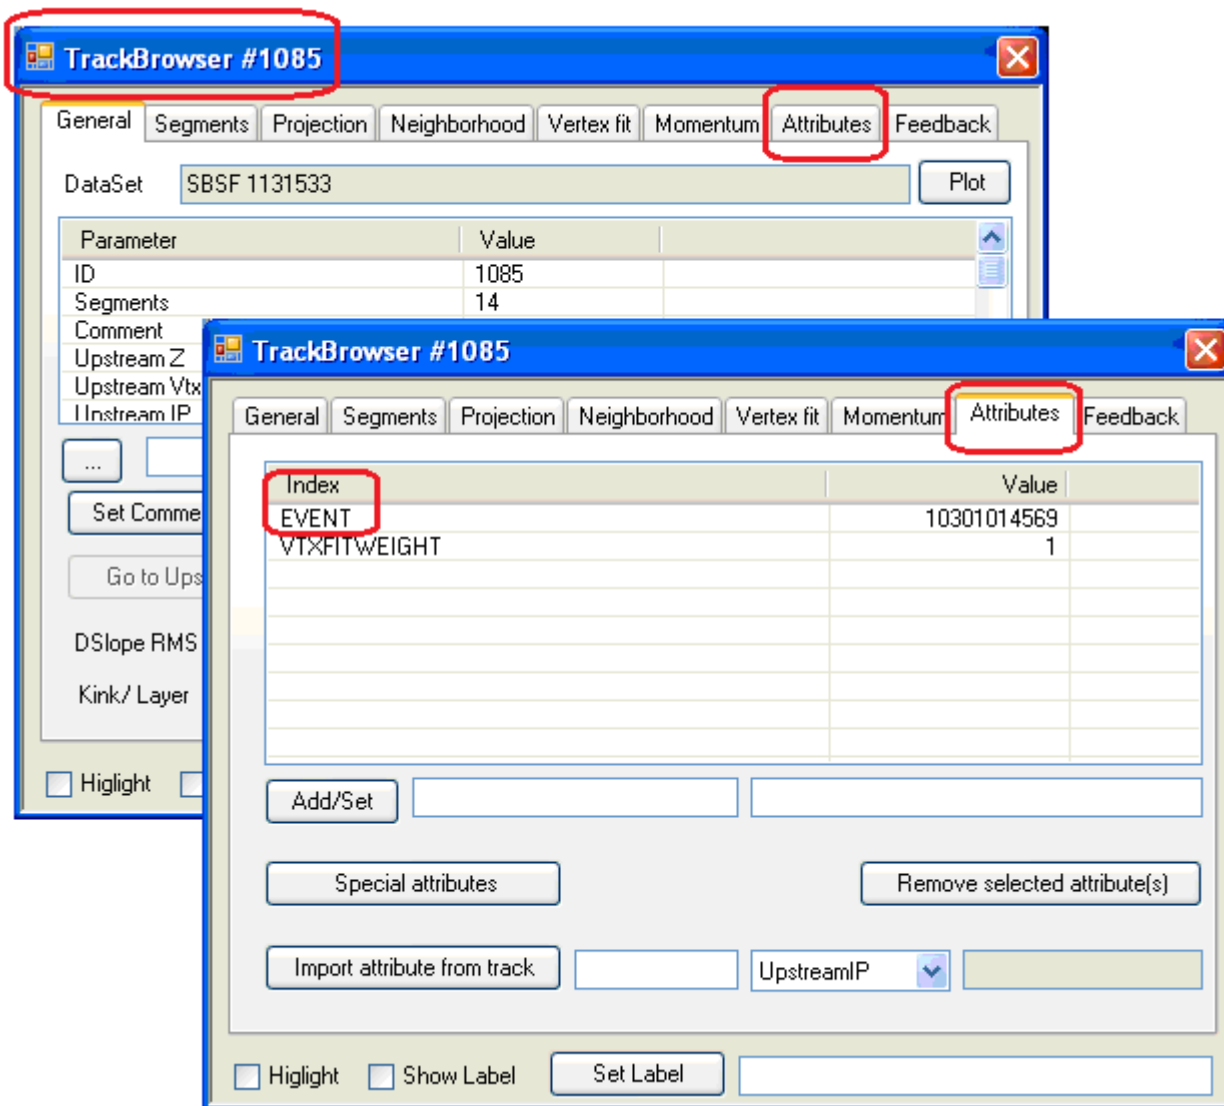 TrackBrowser #1085
General Segments Projection Neighborhood Vertex fit Momentum Attributes Feedback
DataSet SBSF 1131533 Plot
Parameter Value
ID 1085
Segments 14
Comment
Upstream Z
Upstream Vtx
Upstream IP
...
Set Comme
Go to Ups
DSlope RMS
Kink/ Layer
Higlight
TrackBrowser #1085
General Segments Projection Neighborhood Vertex fit Momentum Attributes Feedback
Index Value
EVENT 10301014569
VTXFITWEIGHT 1
Add/Set
Special attributes Remove selected attribute(s)
Import attribute from track UpstreamIP
Higlight Show Label Set Label